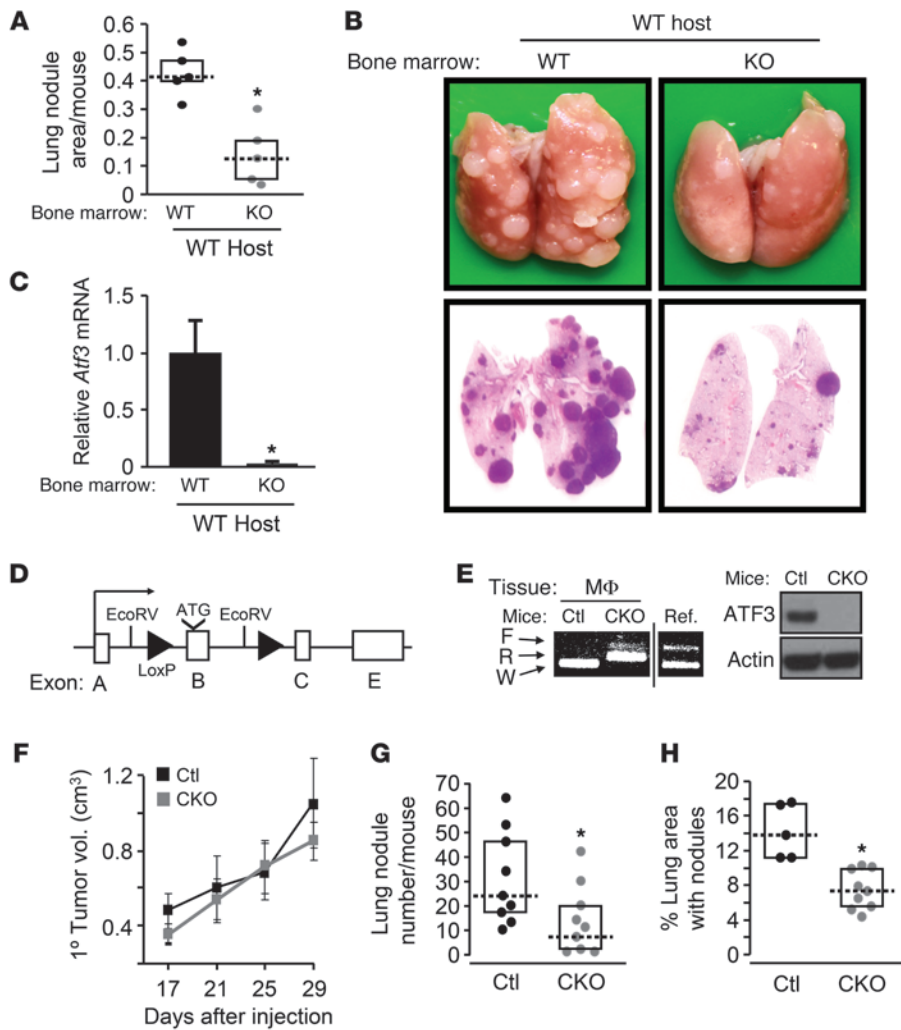 A
Lung nodule
area/mouse
0.6
0.5
0.4
0.3
0.2
0.1
0
*
Bone marrow: WT KO
WT Host
B
WT host
Bone marrow: WT KO
C
Relative Atf3 mRNA
1.5
1.0
0.5
0
*
Bone marrow: WT KO
WT Host
D
EcoRV ATG EcoRV
LoxP
Exon: A B C E
E
Tissue: MΦ
Mice: Ctl CKO Ref.
F
R
W
Mice: Ctl CKO
ATF3
Actin
F
1º Tumor vol. (cm³)
1.2
0.8
0.4
Ctl
CKO
17 21 25 29
Days after injection
G
Lung nodule
number/mouse
70
60
50
40
30
20
10
0
*
Ctl CKO
H
% Lung area
with nodules
20
16
12
8
4
0
*
Ctl CKO